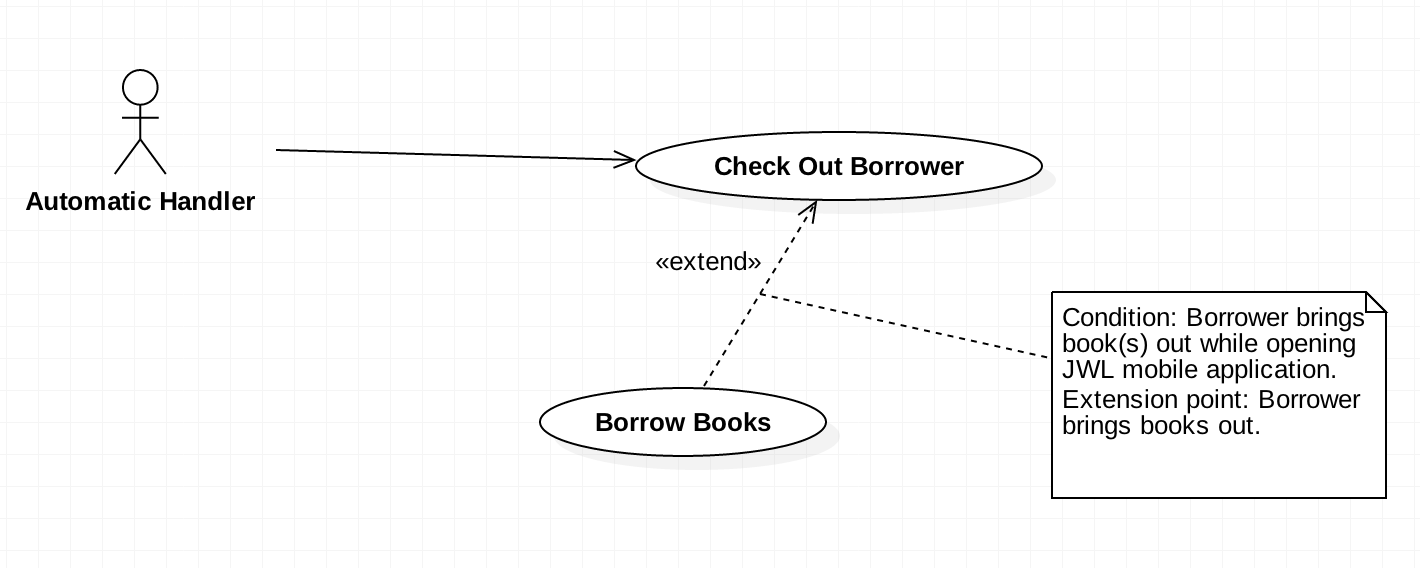 Check Out Borrower
Automatic Handler
«extend»
Condition: Borrower brings
book(s) out while opening
JWL mobile application.
Extension point: Borrower
brings books out.
Borrow Books